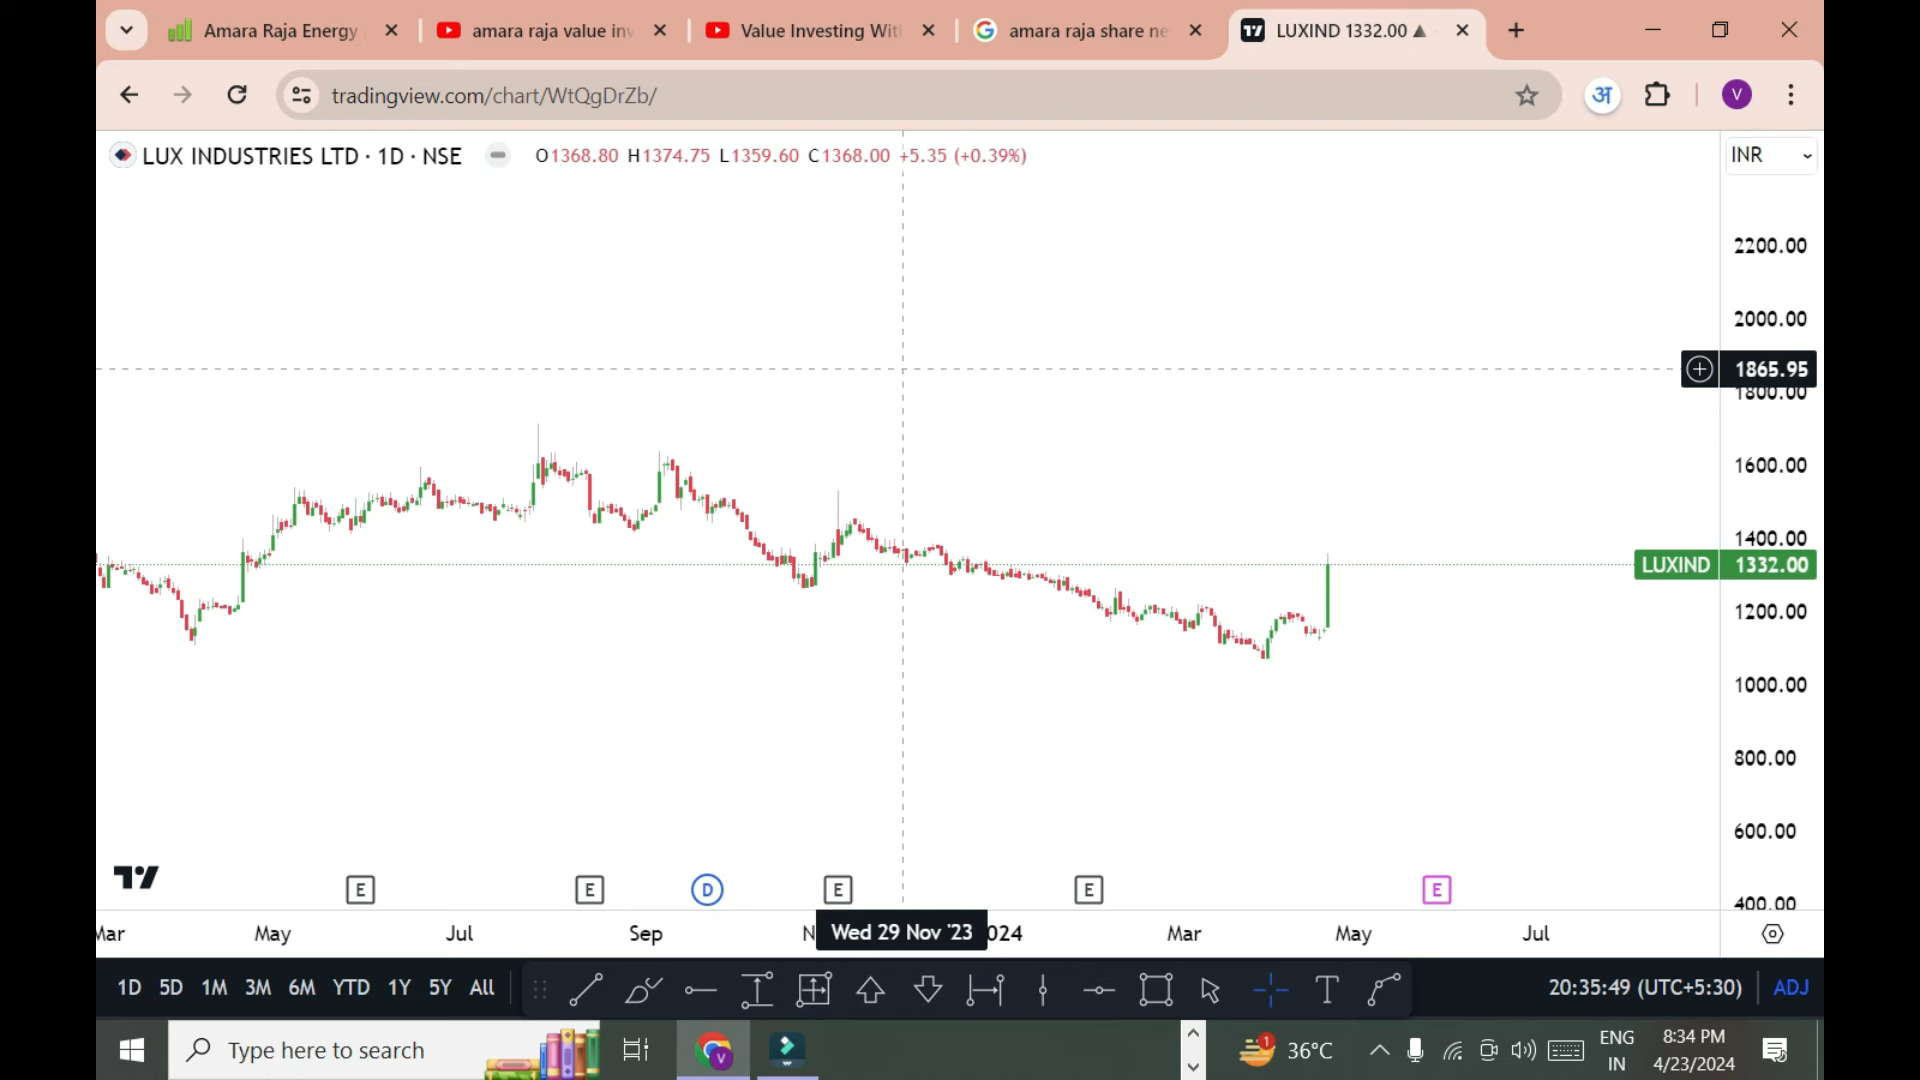 Amara Raja Energy
amara raja value inv
Value Investing With
amara raja share ne
LUXIND 1332.00 ▲
tradingview.com/chart/WtQgDrZb/
अ
V
LUX INDUSTRIES LTD · 1D · NSE
O1368.80 H1374.75 L1359.60 C1368.00 +5.35 (+0.39%)
INR
2200.00
2000.00
1865.95
1800.00
1600.00
1400.00
LUXIND 1332.00
1200.00
1000.00
800.00
600.00
400.00
E E D E E E
Mar May Jul Sep N Wed 29 Nov '23 024 Mar May Jul
1D 5D 1M 3M 6M YTD 1Y 5Y All
T
20:35:49 (UTC+5:30) ADJ
Type here to search
V
1
36°C
ENG
IN
8:34 PM
4/23/2024